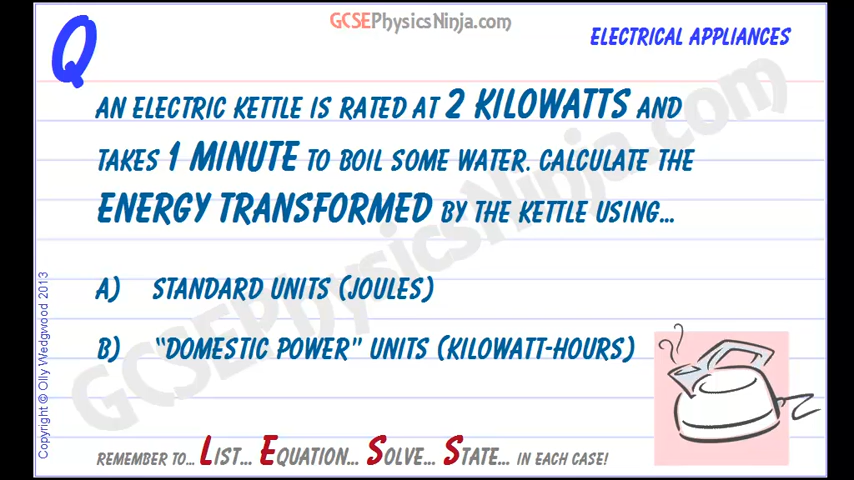 GCSEPhysicsNinja.com
Q
ELECTRICAL APPLIANCES
AN ELECTRIC KETTLE IS RATED AT 2 KILOWATTS AND
TAKES 1 MINUTE TO BOIL SOME WATER. CALCULATE THE
ENERGY TRANSFORMED BY THE KETTLE USING...
A) STANDARD UNITS (JOULES)
B) “DOMESTIC POWER" UNITS (KILOWATT-HOURS)
REMEMBER TO... LIST... EQUATION... SOLVE... STATE... IN EACH CASE!
Copyright © Olly Wedgwood 2013
GCSEPhysicsNinja.com